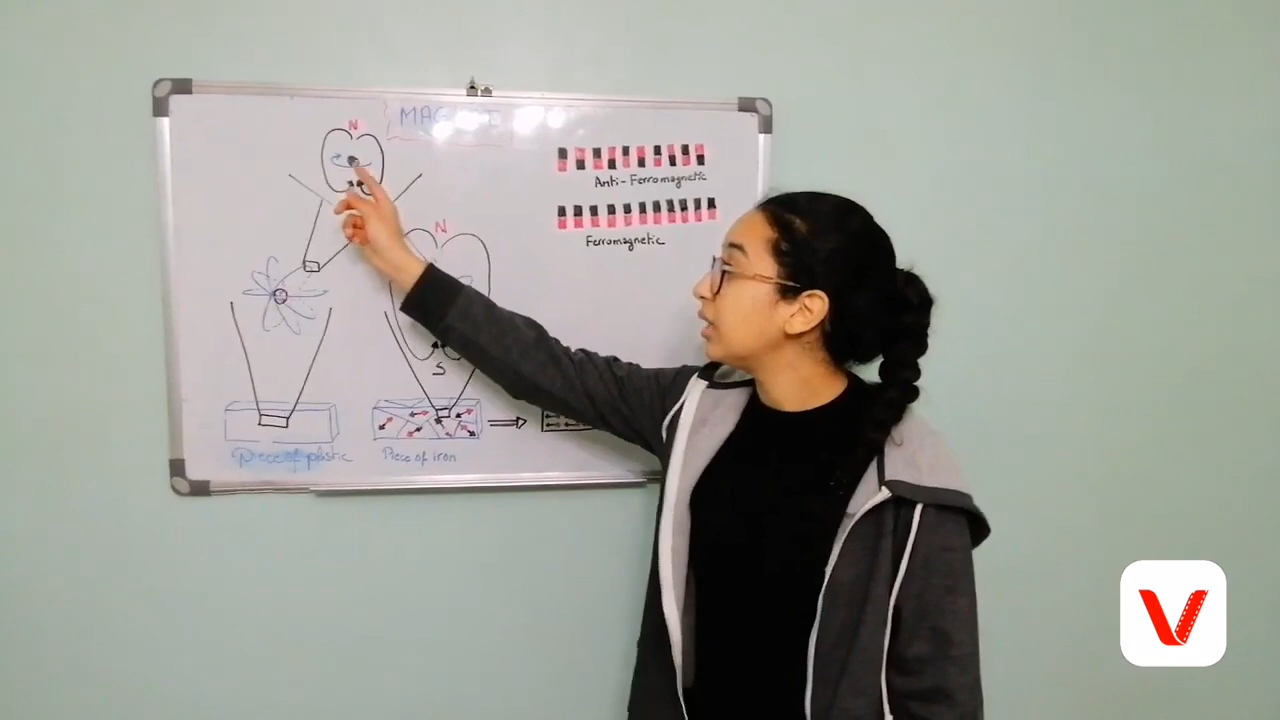 N
Anti-Ferromagnetic
Ferromagnetic
N
S
Piece of plastic
Piece of iron
V